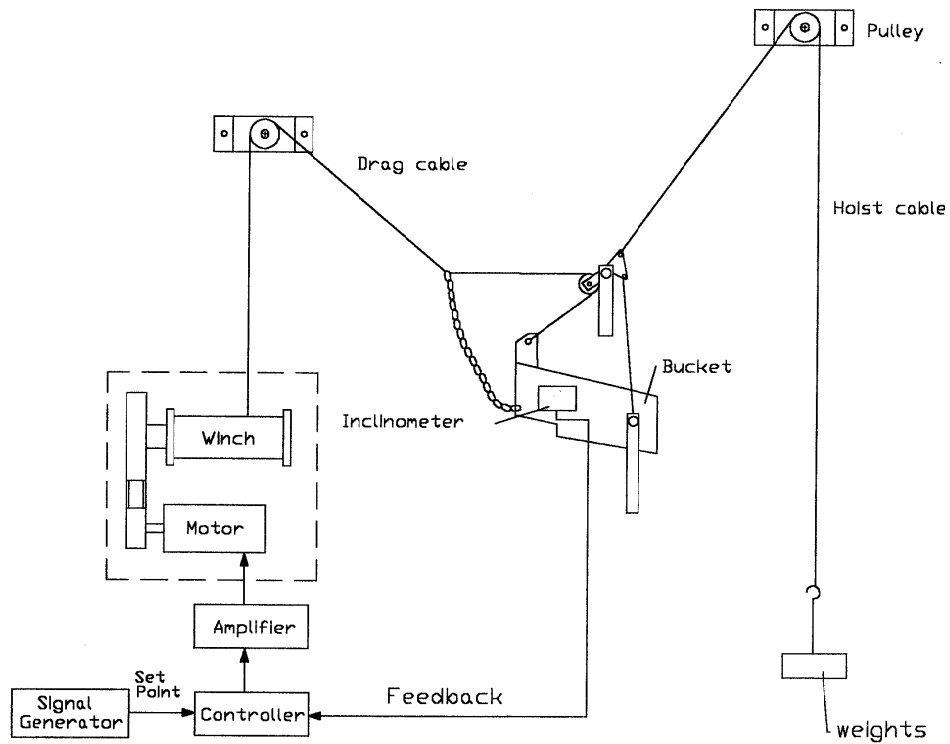 Pulley
Drag cable
Hoist cable
Bucket
Inclinometer
Winch
Motor
Amplifier
Set
Point
Feedback
Signal
Generator
Controller
weights